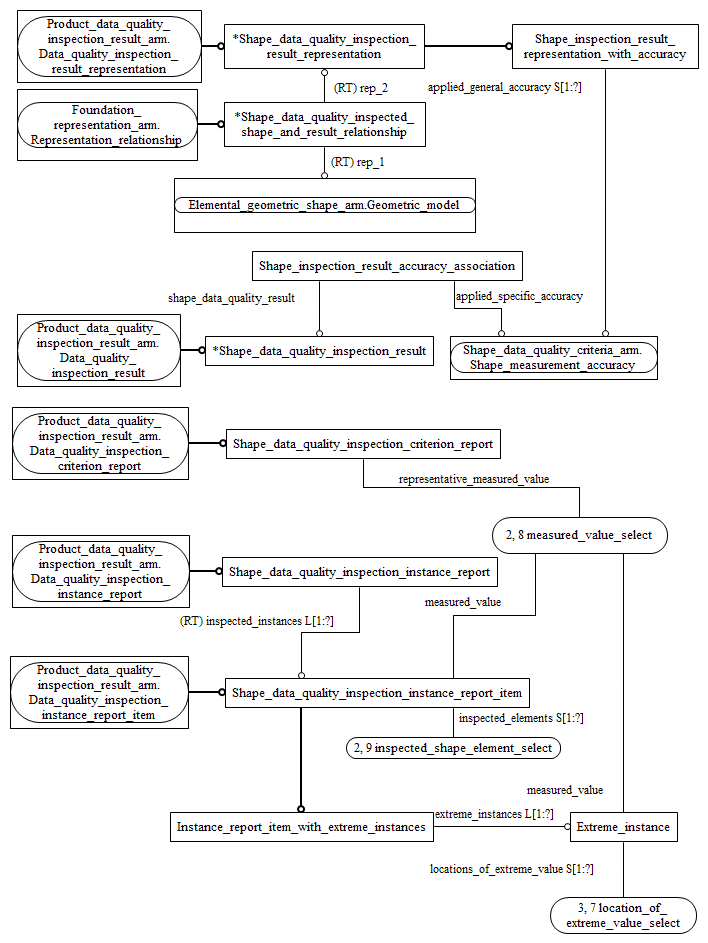 Product_data_quality_
inspection_result_arm.
Data_quality_inspection_
result_representation
*Shape_data_quality_inspection_
result_representation
Shape_inspection_result_
representation_with_accuracy
(RT) rep_2
applied_general_accuracy S[1:?]
Foundation_
representation_arm.
Representation_relationship
*Shape_data_quality_inspected_
shape_and_result_relationship
(RT) rep_1
Elemental_geometric_shape_arm.Geometric_model
Shape_inspection_result_accuracy_association
shape_data_quality_result
applied_specific_accuracy
Product_data_quality_
inspection_result_arm.
Data_quality_
inspection_result
*Shape_data_quality_inspection_result
Shape_data_quality_criteria_arm.
Shape_measurement_accuracy
Product_data_quality_
inspection_result_arm.
Data_quality_inspection_
criterion_report
Shape_data_quality_inspection_criterion_report
representative_measured_value
2, 8 measured_value_select
Product_data_quality_
inspection_result_arm.
Data_quality_inspection_
instance_report
Shape_data_quality_inspection_instance_report
measured_value
(RT) inspected_instances L[1:?]
Product_data_quality_
inspection_result_arm.
Data_quality_inspection_
instance_report_item
Shape_data_quality_inspection_instance_report_item
inspected_elements S[1:?]
2, 9 inspected_shape_element_select
measured_value
Instance_report_item_with_extreme_instances
extreme_instances L[1:?]
Extreme_instance
locations_of_extreme_value S[1:?]
3, 7 location_of_
extreme_value_select